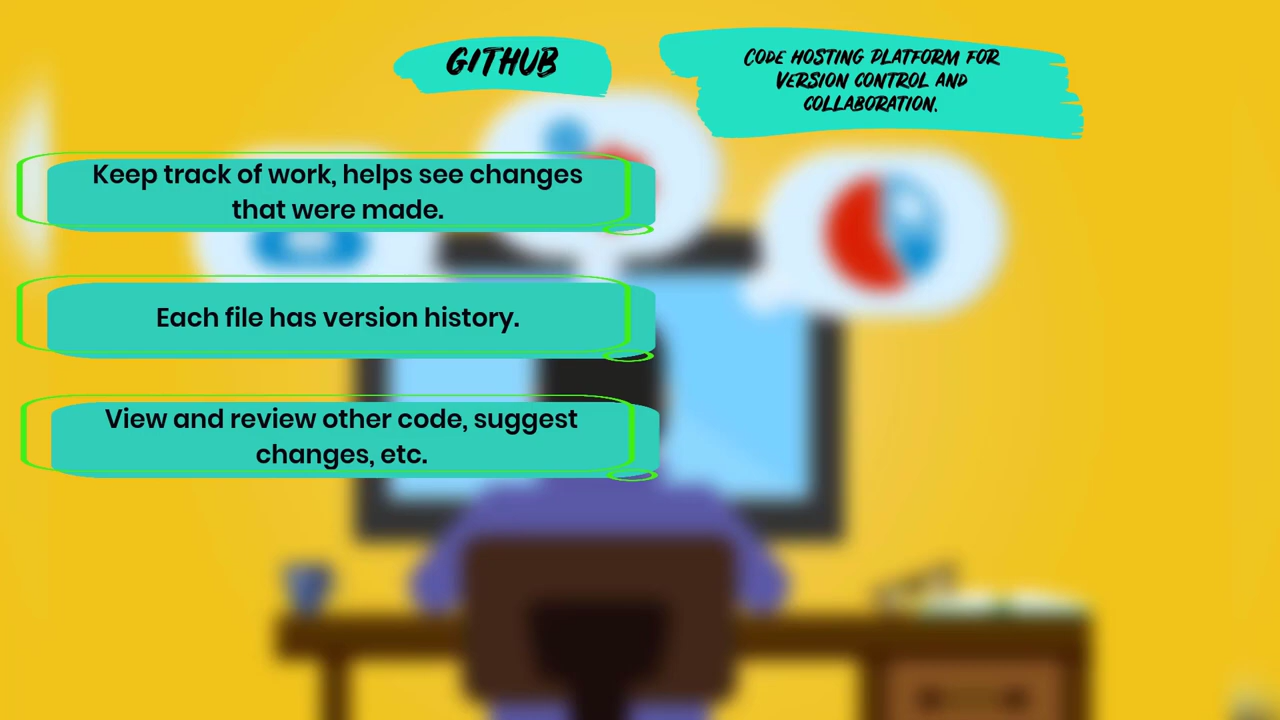 GITHUB
CODE HOSTING PLATFORM FOR
VERSION CONTROL AND
COLLABORATION.
Keep track of work, helps see changes
that were made.
Each file has version history.
View and review other code, suggest
changes, etc.